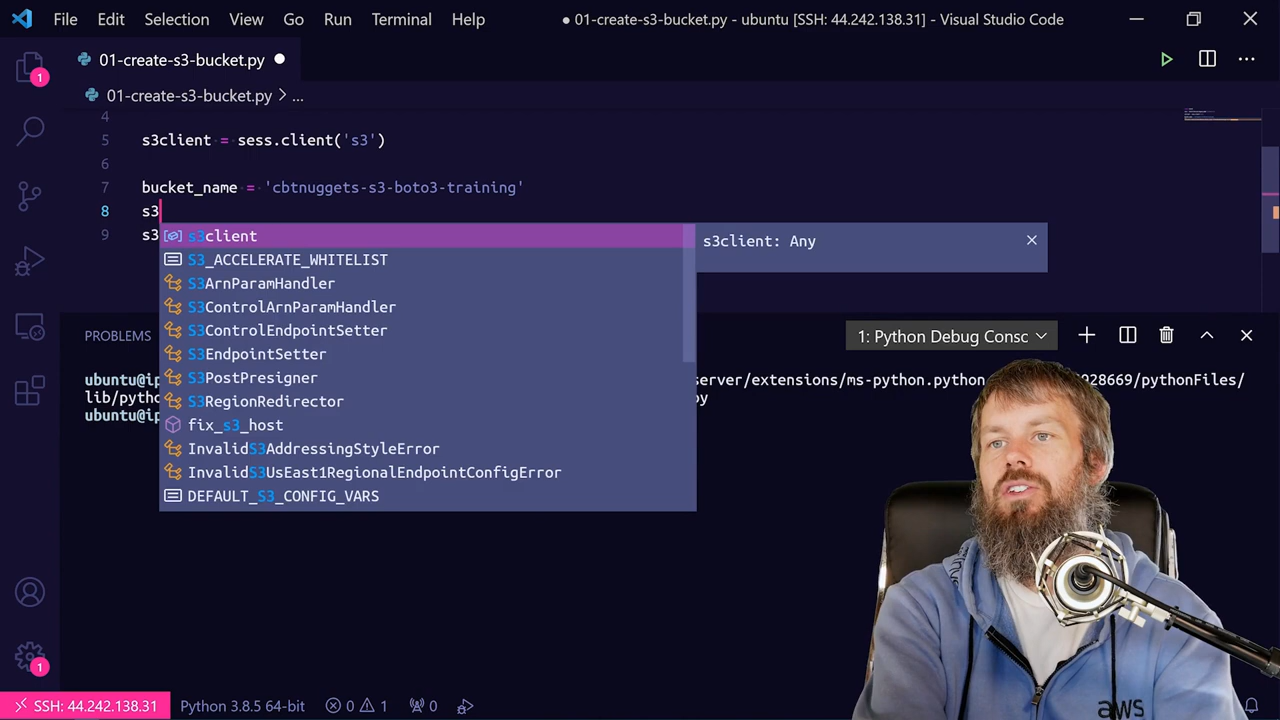 File Edit Selection View Go Run Terminal Help ● 01-create-s3-bucket.py - ubuntu [SSH: 44.242.138.31] - Visual Studio Code
01-create-s3-bucket.py
01-create-s3-bucket.py > ...
1
4
5 s3client = sess.client('s3')
6
7 bucket_name = 'cbtnuggets-s3-boto3-training'
8 s3
9 s3
s3client
s3client: Any
S3_ACCELERATE_WHITELIST
S3ArnParamHandler
S3ControlArnParamHandler
S3ControlEndpointSetter
S3EndpointSetter
S3PostPresigner
S3RegionRedirector
fix_s3_host
InvalidS3AddressingStyleError
InvalidS3UsEast1RegionalEndpointConfigError
DEFAULT_S3_CONFIG_VARS
PROBLEMS 1: Python Debug Consc
ubuntu@ip erver/extensions/ms-python.python 928669/pythonFiles/
lib/pytho py
ubuntu@ip
aws
1
SSH: 44.242.138.31 Python 3.8.5 64-bit 0 1 0